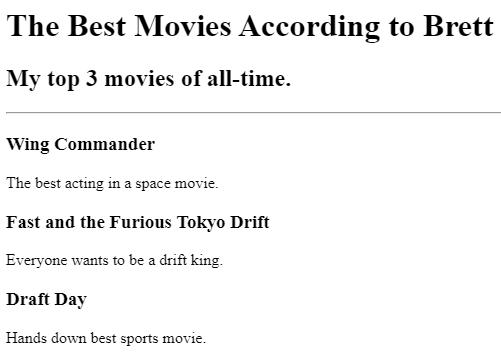 The Best Movies According to Brett
My top 3 movies of all-time.
Wing Commander
The best acting in a space movie.
Fast and the Furious Tokyo Drift
Everyone wants to be a drift king.
Draft Day
Hands down best sports movie.